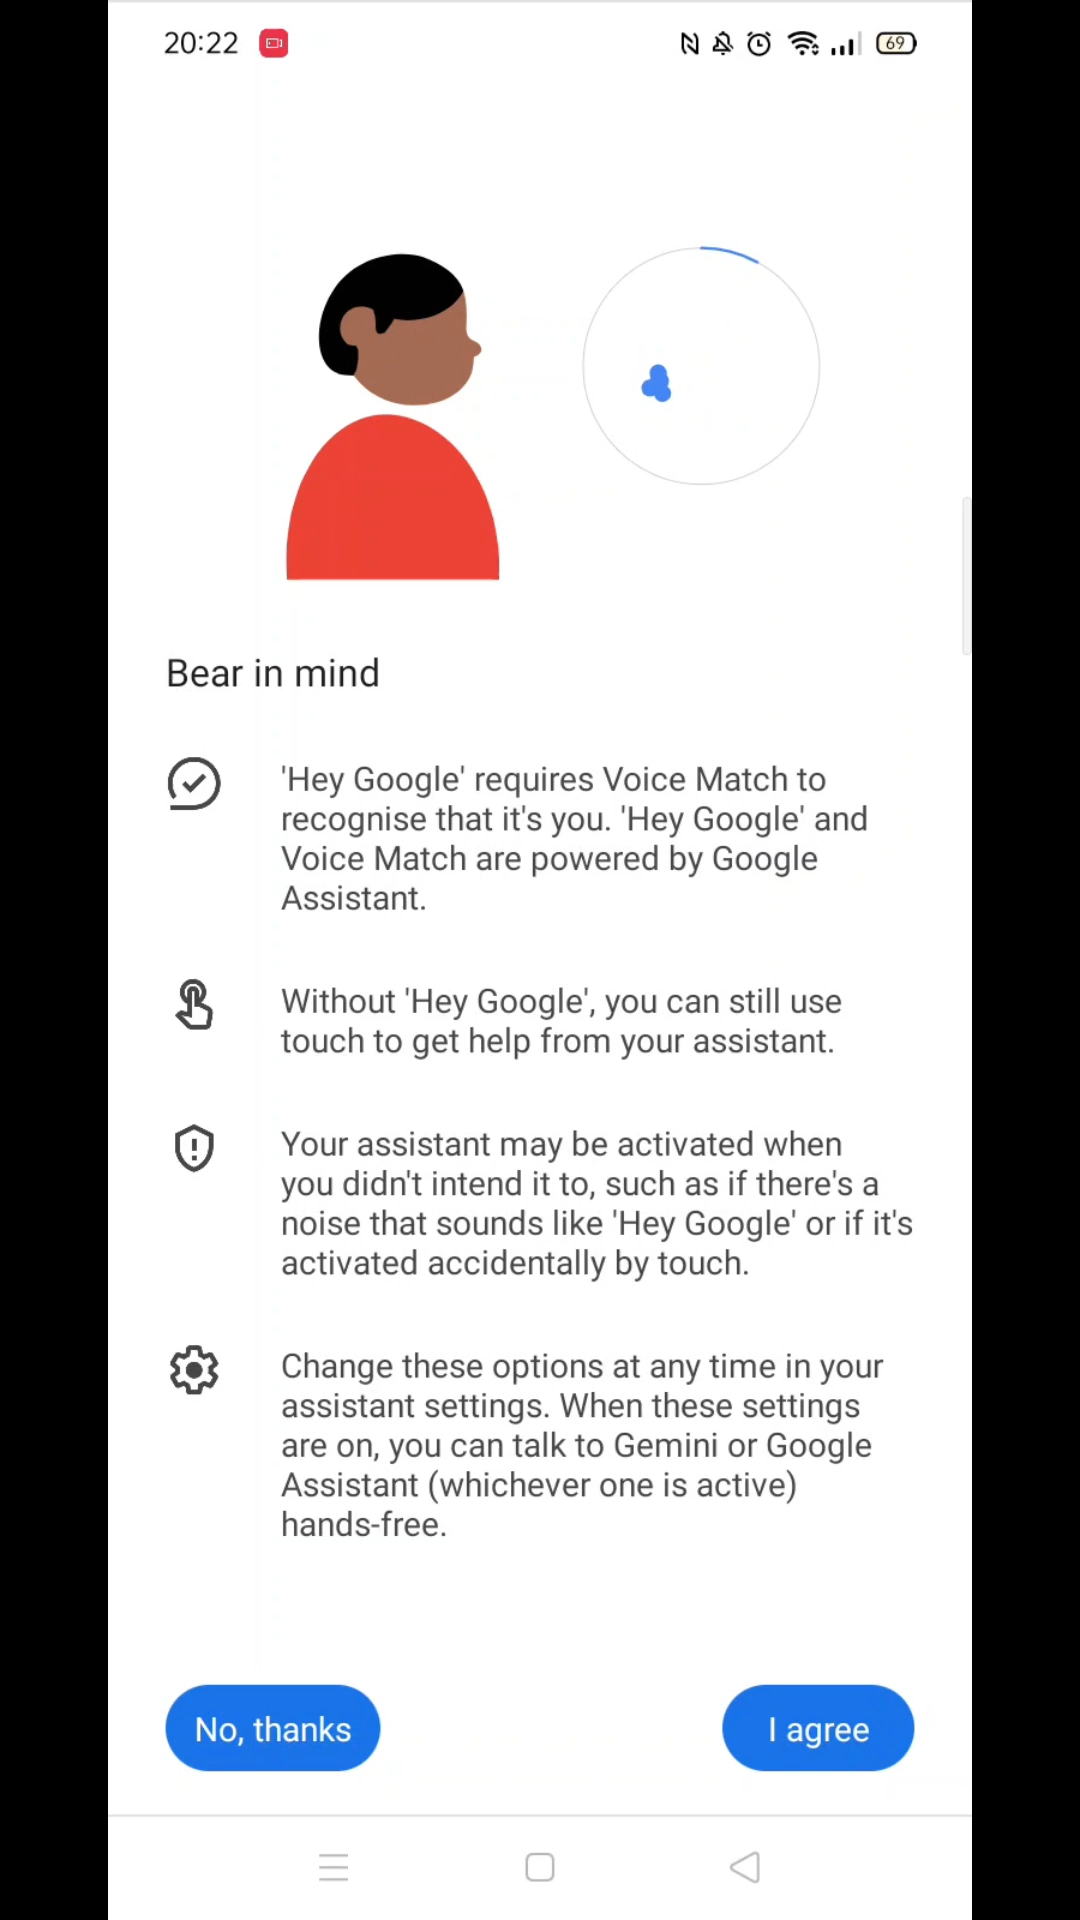 20:22
69
Bear in mind
'Hey Google' requires Voice Match to
recognise that it's you. 'Hey Google' and
Voice Match are powered by Google
Assistant.
Without 'Hey Google', you can still use
touch to get help from your assistant.
Your assistant may be activated when
you didn't intend it to, such as if there's a
noise that sounds like 'Hey Google' or if it's
activated accidentally by touch.
Change these options at any time in your
assistant settings. When these settings
are on, you can talk to Gemini or Google
Assistant (whichever one is active)
hands-free.
No, thanks
I agree